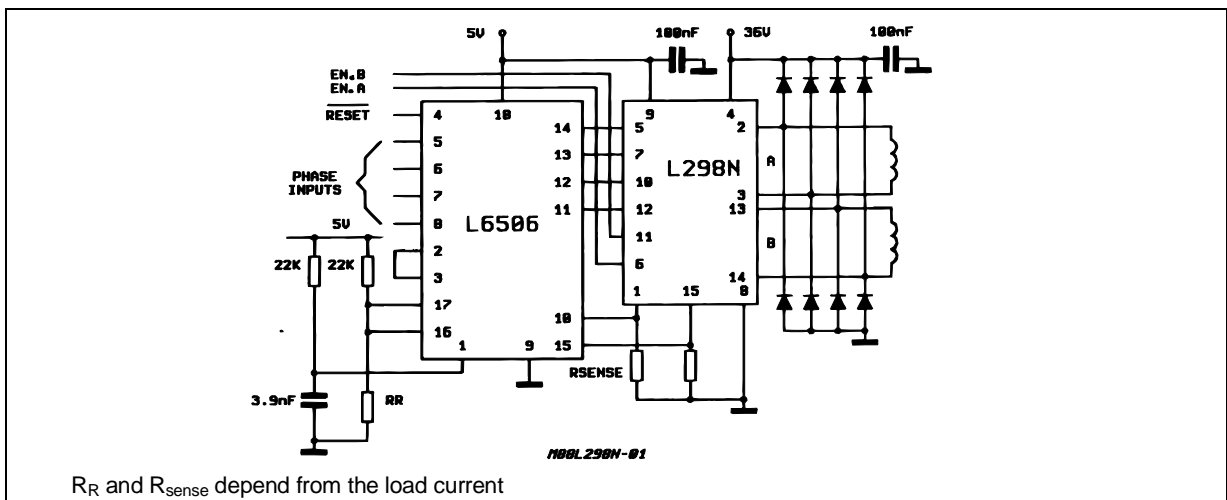 5V
100nF
36V
100nF
EN.B
EN.A
RESET
4
18
9
4
5
14
5
2
6
13
7
L298N
A
PHASE
INPUTS
7
12
10
3
8
11
12
13
L6506
5V
2
11
B
22K
22K
3
6
14
17
1
15
8
16
10
1
9
15
RSENSE
3.9nF
RR
M88L298N-01
RR and Rsense depend from the load current